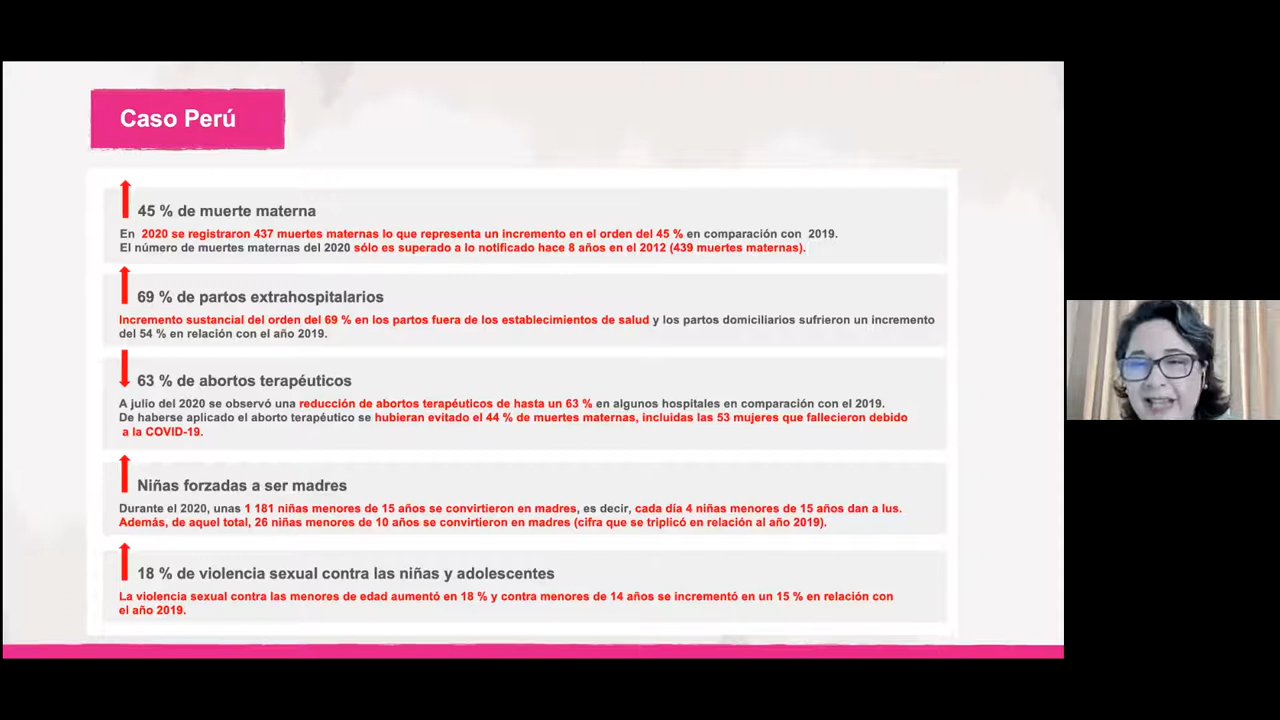 Caso Perú
45 % de muerte materna
En 2020 se registraron 437 muertes maternas lo que representa un incremento en el orden del 45 % en comparación con 2019.
El número de muertes maternas del 2020 sólo es superado a lo notificado hace 8 años en el 2012 (439 muertes maternas).
69 % de partos extrahospitalarios
Incremento sustancial del orden del 69 % en los partos fuera de los establecimientos de salud y los partos domiciliarios sufrieron un incremento
del 54 % en relación con el año 2019.
63 % de abortos terapéuticos
A julio del 2020 se observó una reducción de abortos terapéuticos de hasta un 63 % en algunos hospitales en comparación con el 2019.
De haberse aplicado el aborto terapéutico se hubieran evitado el 44 % de muertes maternas, incluidas las 53 mujeres que fallecieron debido
a la COVID-19.
Niñas forzadas a ser madres
Durante el 2020, unas 1 181 niñas menores de 15 años se convirtieron en madres, es decir, cada día 4 niñas menores de 15 años dan a lus.
Además, de aquel total, 26 niñas menores de 10 años se convirtieron en madres (cifra que se triplicó en relación al año 2019).
18 % de violencia sexual contra las niñas y adolescentes
La violencia sexual contra las menores de edad aumentó en 18 % y contra menores de 14 años se incrementó en un 15 % en relación con
el año 2019.